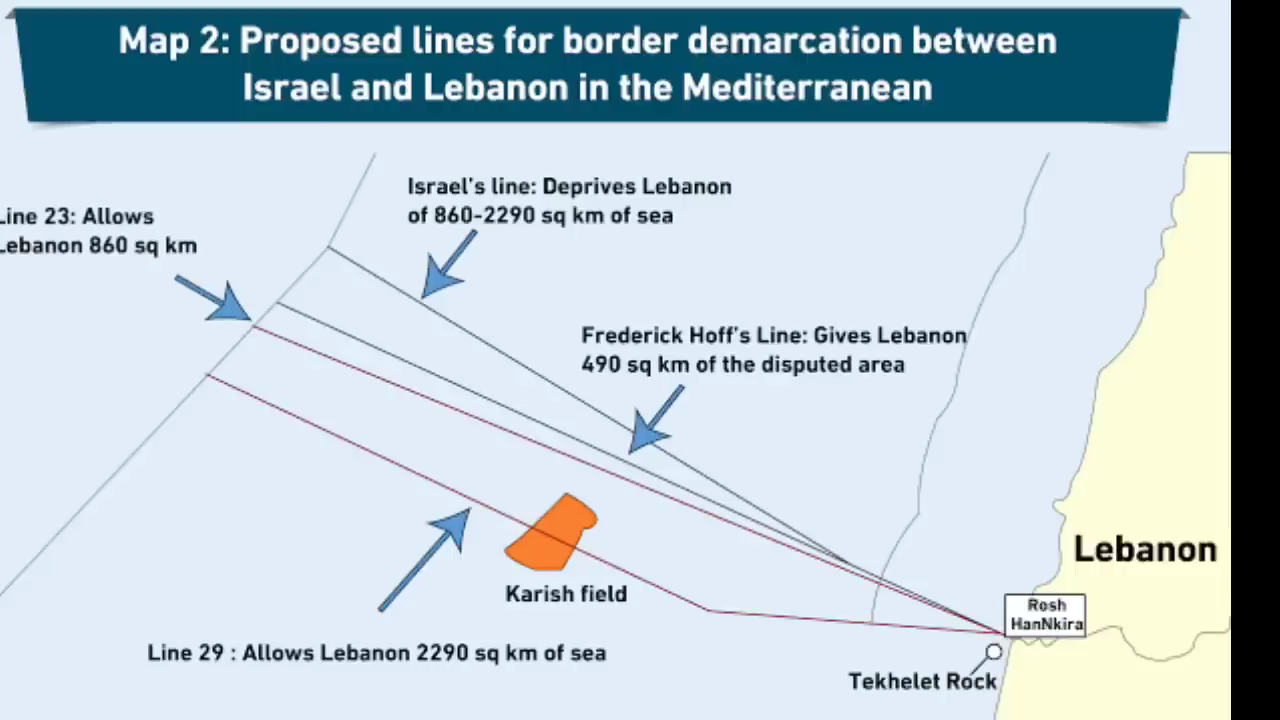 Map 2: Proposed lines for border demarcation between
Israel and Lebanon in the Mediterranean
Israel's line: Deprives Lebanon
of 860-2290 sq km of sea
Line 23: Allows
Lebanon 860 sq km
Frederick Hoff's Line: Gives Lebanon
490 sq km of the disputed area
Lebanon
Karish field
Rosh
HanNkira
Line 29 : Allows Lebanon 2290 sq km of sea
Tekhelet Rock